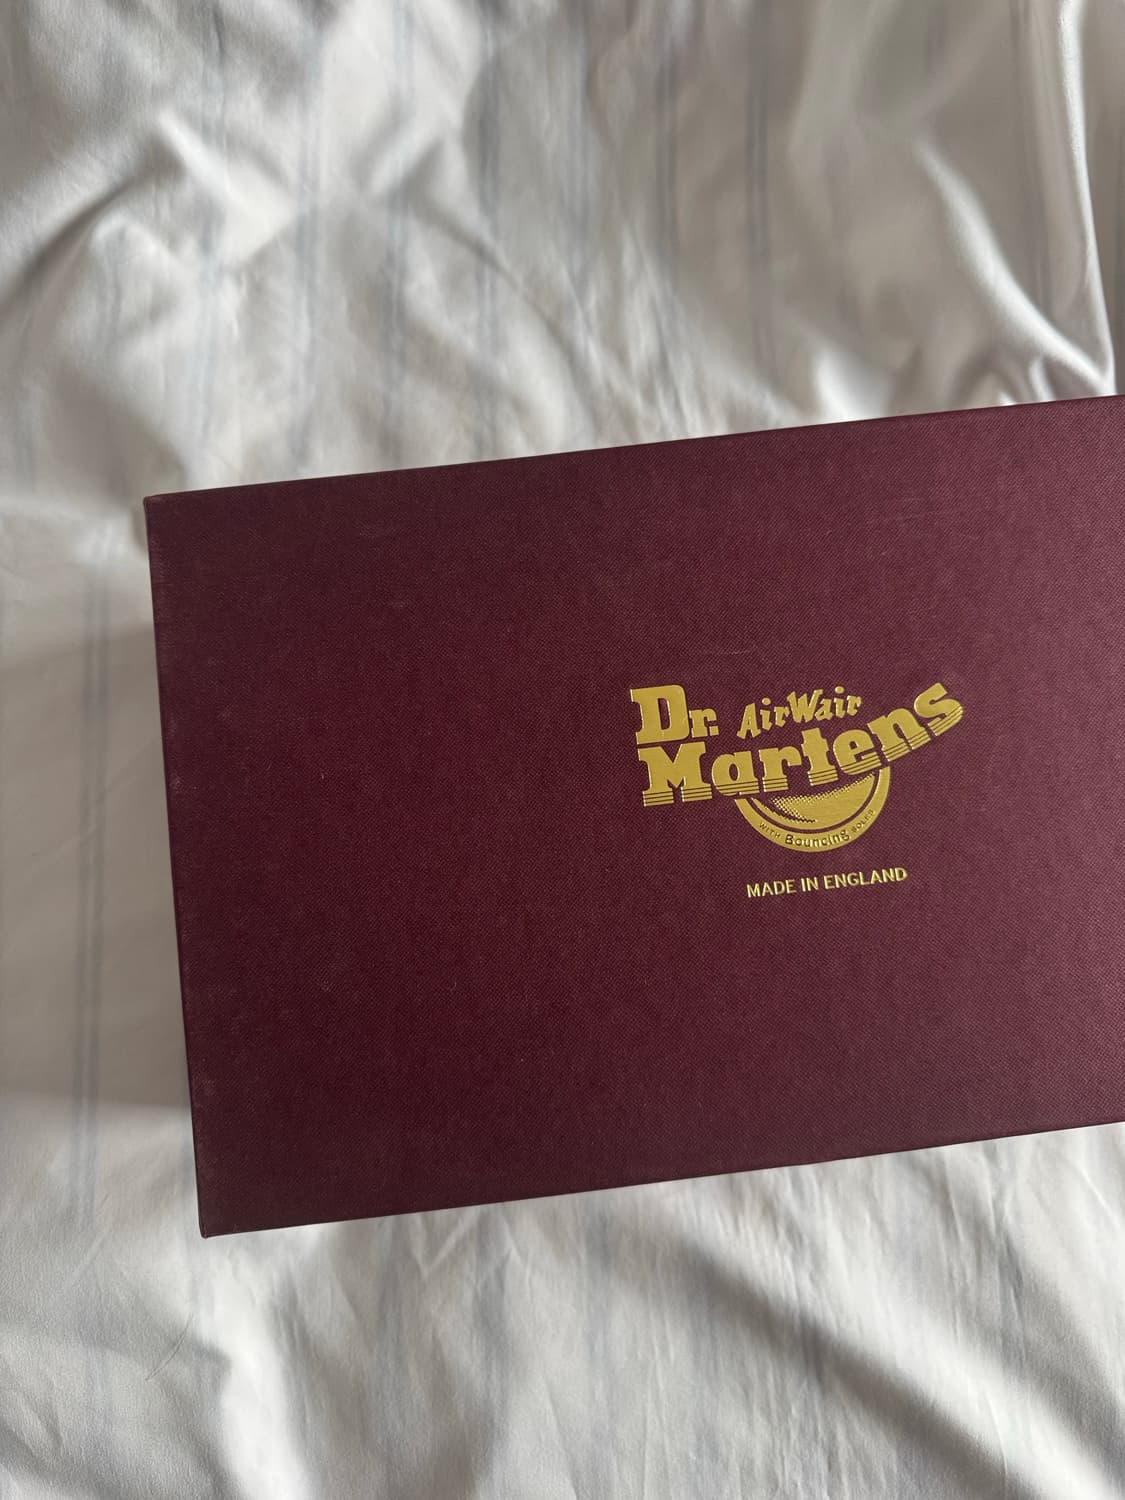 Dr. AirWair
Martens
WITH Bouncing SOLES
MADE IN ENGLAND